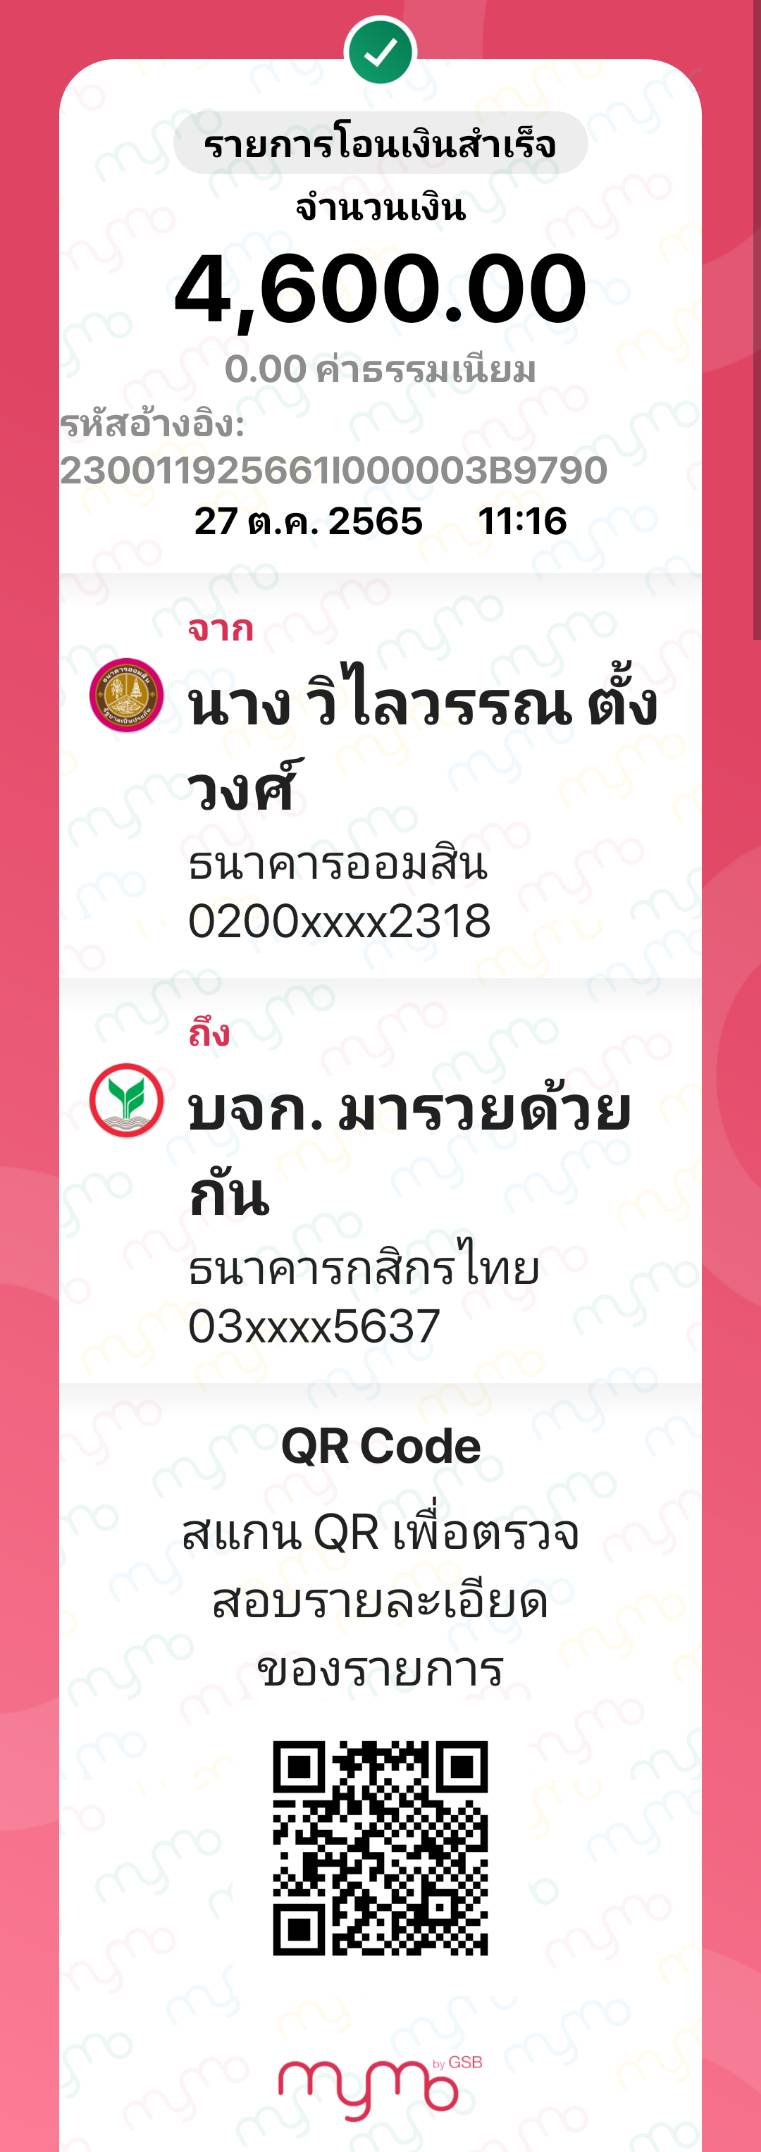 รายการโอนเงินสำเร็จ
จำนวนเงิน
4,600.00
0.00 ค่าธรรมเนียม
รหัสอ้างอิง:
230011925661I000003B9790
27 ต.ค. 2565 11:16
จาก
นาง วิไลวรรณ ตั้ง
วงศ์
ธนาคารออมสิน
0200xxxx2318
ถึง
บจก. มารวยด้วย
กัน
ธนาคารกสิกรไทย
03xxxx5637
QR Code
สแกน QR เพื่อตรวจ
สอบรายละเอียด
ของรายการ
mymo by GSB